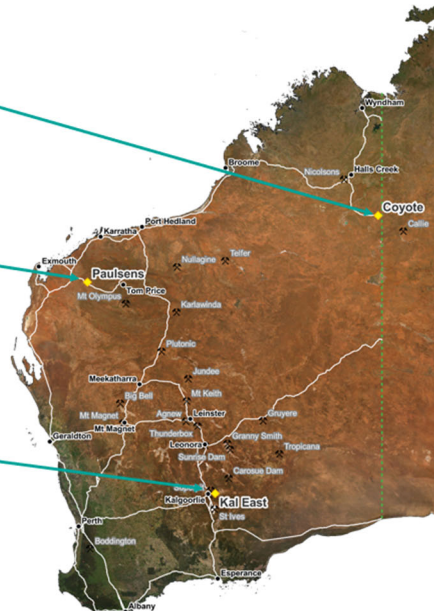 Wyndham
Broome
Nicolsons
Halls Creek
Coyote
Callie
Port Hedland
Karratha
Exmouth
Nullagine
Telfer
Paulsens
Mt Olympus
Tom Price
Karlawinda
Plutonic
Jundee
Meekatharra
Big Bell
Mt Keith
Mt Magnet
Agnew
Leinster
Gruyere
Mt. Magnet
Geraldton
Thunderbox
Leonora
Granny Smith
Sunrise Dam
Tropicana
Carosue Dam
Kalgoorlie
Kal East
St Ives
Perth
Boddington
Esperance
Albany